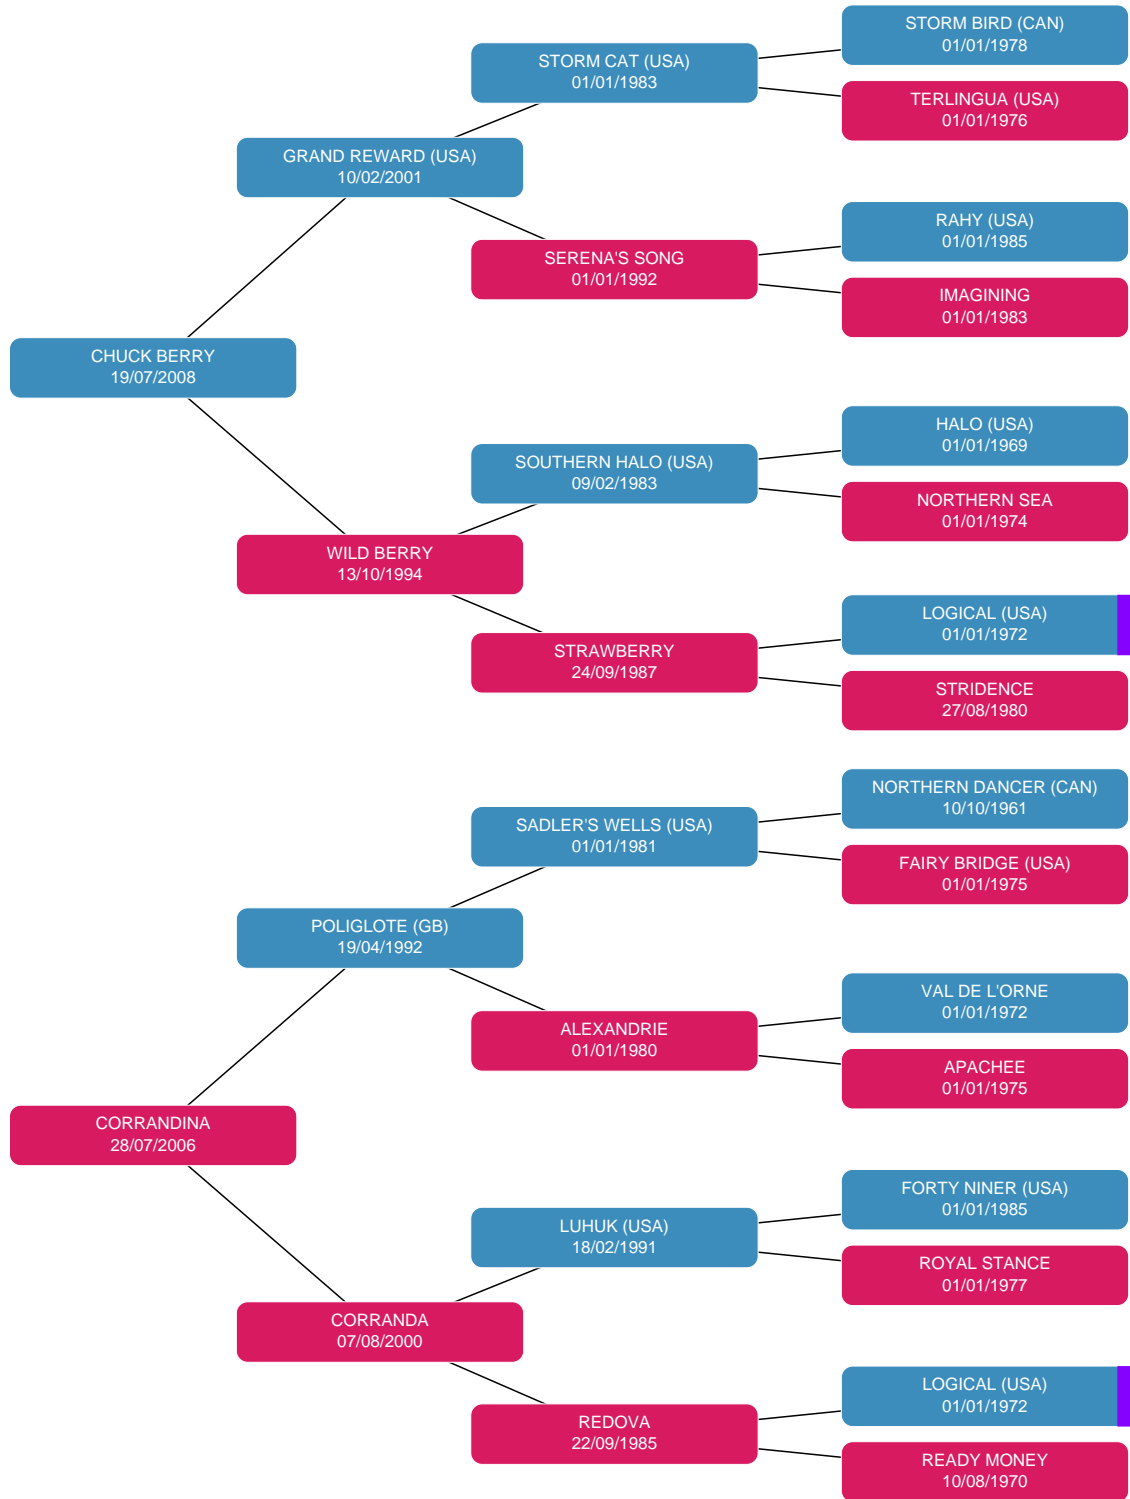 STORM BIRD (CAN)
01/01/1978
STORM CAT (USA)
01/01/1983
TERLINGUA (USA)
01/01/1976
GRAND REWARD (USA)
10/02/2001
RAHY (USA)
01/01/1985
SERENA'S SONG
01/01/1992
IMAGINING
01/01/1983
CHUCK BERRY
19/07/2008
HALO (USA)
01/01/1969
SOUTHERN HALO (USA)
09/02/1983
NORTHERN SEA
01/01/1974
WILD BERRY
13/10/1994
LOGICAL (USA)
01/01/1972
STRAWBERRY
24/09/1987
STRIDENCE
27/08/1980
NORTHERN DANCER (CAN)
10/10/1961
SADLER'S WELLS (USA)
01/01/1981
FAIRY BRIDGE (USA)
01/01/1975
POLIGLOTE (GB)
19/04/1992
VAL DE L'ORNE
01/01/1972
ALEXANDRIE
01/01/1980
APACHEE
01/01/1975
CORRANDINA
28/07/2006
FORTY NINER (USA)
01/01/1985
LUHUK (USA)
18/02/1991
ROYAL STANCE
01/01/1977
CORRANDA
07/08/2000
LOGICAL (USA)
01/01/1972
REDOVA
22/09/1985
READY MONEY
10/08/1970